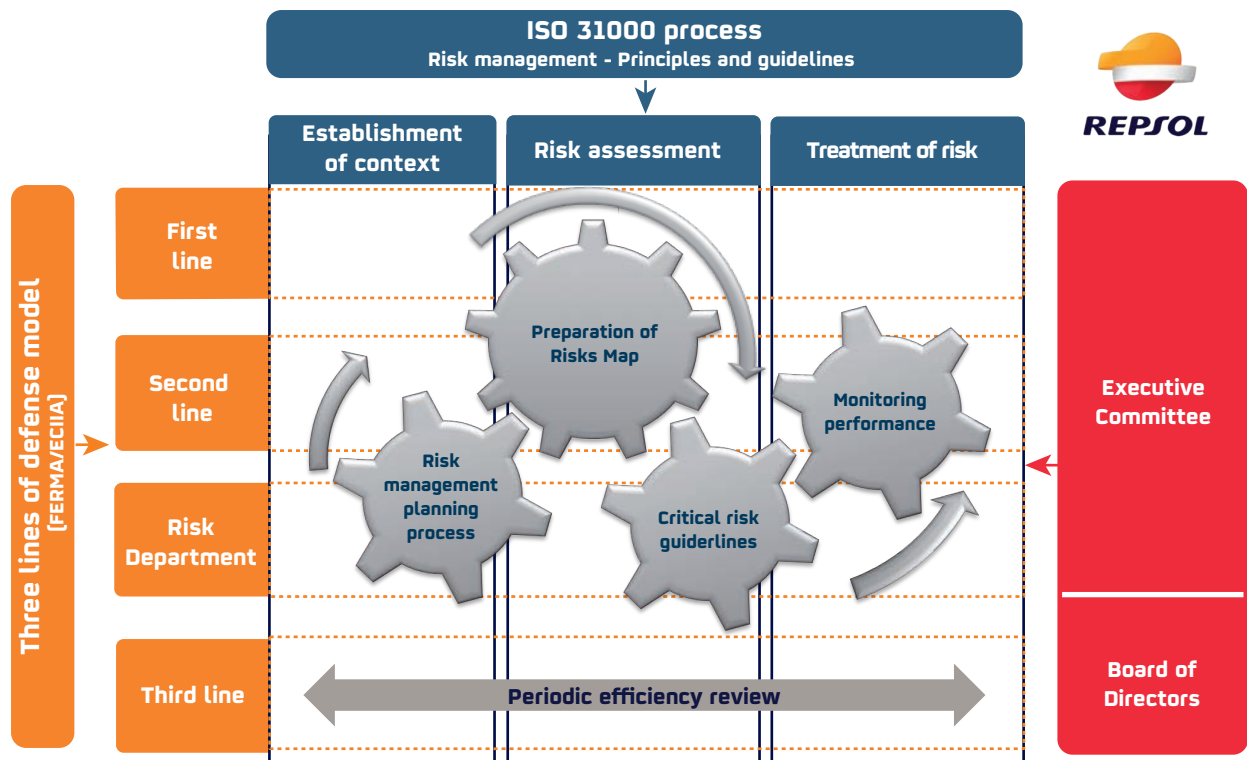 ISO 31000 process
Risk management - Principles and guidelines
REPSOL
Establishment
of context
Risk assessment
Treatment of risk
Three lines of defense model
[FERMA/ECIIA]
First
line
Second
line
Risk
Department
Third line
Preparation of
Risks Map
Risk
management
planning
process
Critical risk
guiderlines
Monitoring
performance
Periodic efficiency review
Executive
Committee
Board of
Directors